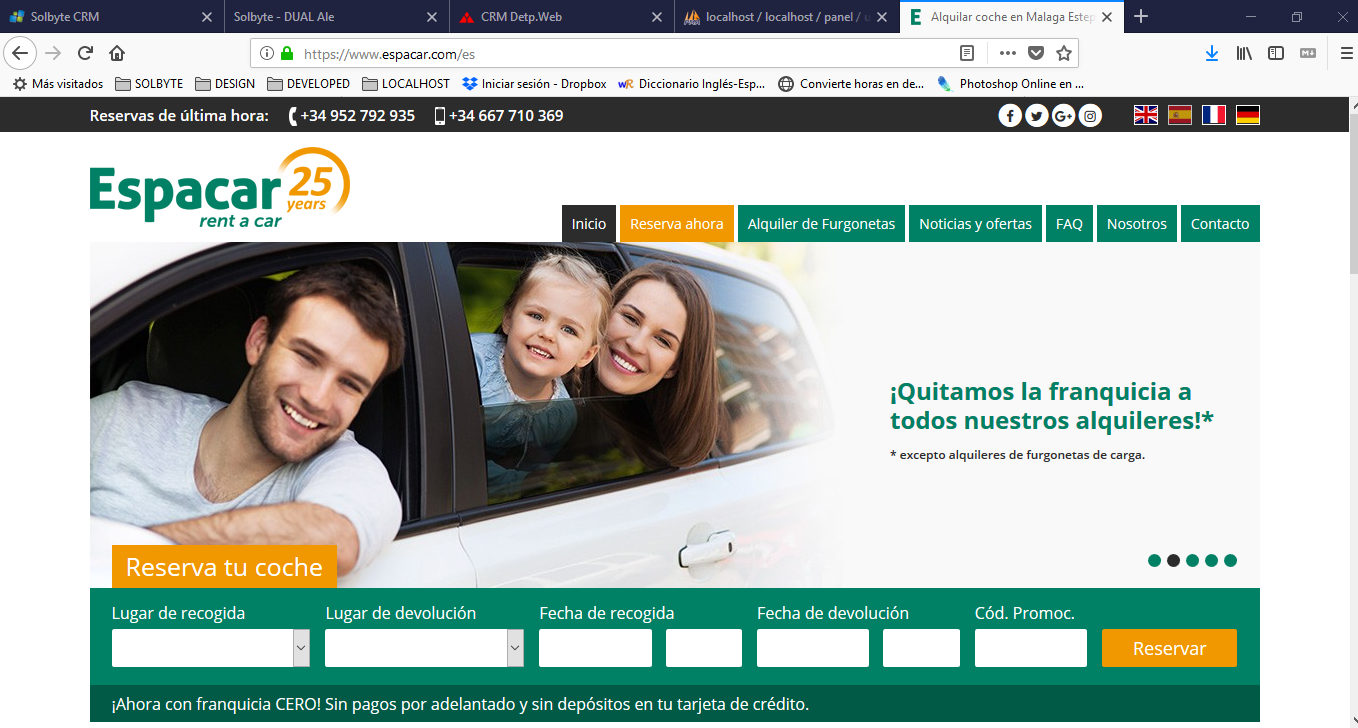 Solbyte CRM
Solbyte - DUAL Ale
CRM Detp.Web
localhost / localhost / panel / u
Alquilar coche en Malaga Estep
https://www.espacar.com/es
Más visitados
SOLBYTE
DESIGN
DEVELOPED
LOCALHOST
Iniciar sesión - Dropbox
wR Diccionario Inglés-Esp...
Convierte horas en de...
Photoshop Online en ...
Reservas de última hora: +34 952 792 935 +34 667 710 369
Espacar 25
years
rent a car
Inicio
Reserva ahora
Alquiler de Furgonetas
Noticias y ofertas
FAQ
Nosotros
Contacto
¡Quitamos la franquicia a
todos nuestros alquileres!*
* excepto alquileres de furgonetas de carga.
Reserva tu coche
Lugar de recogida
Lugar de devolución
Fecha de recogida
Fecha de devolución
Cód. Promoc.
Reservar
¡Ahora con franquicia CERO! Sin pagos por adelantado y sin depósitos en tu tarjeta de crédito.